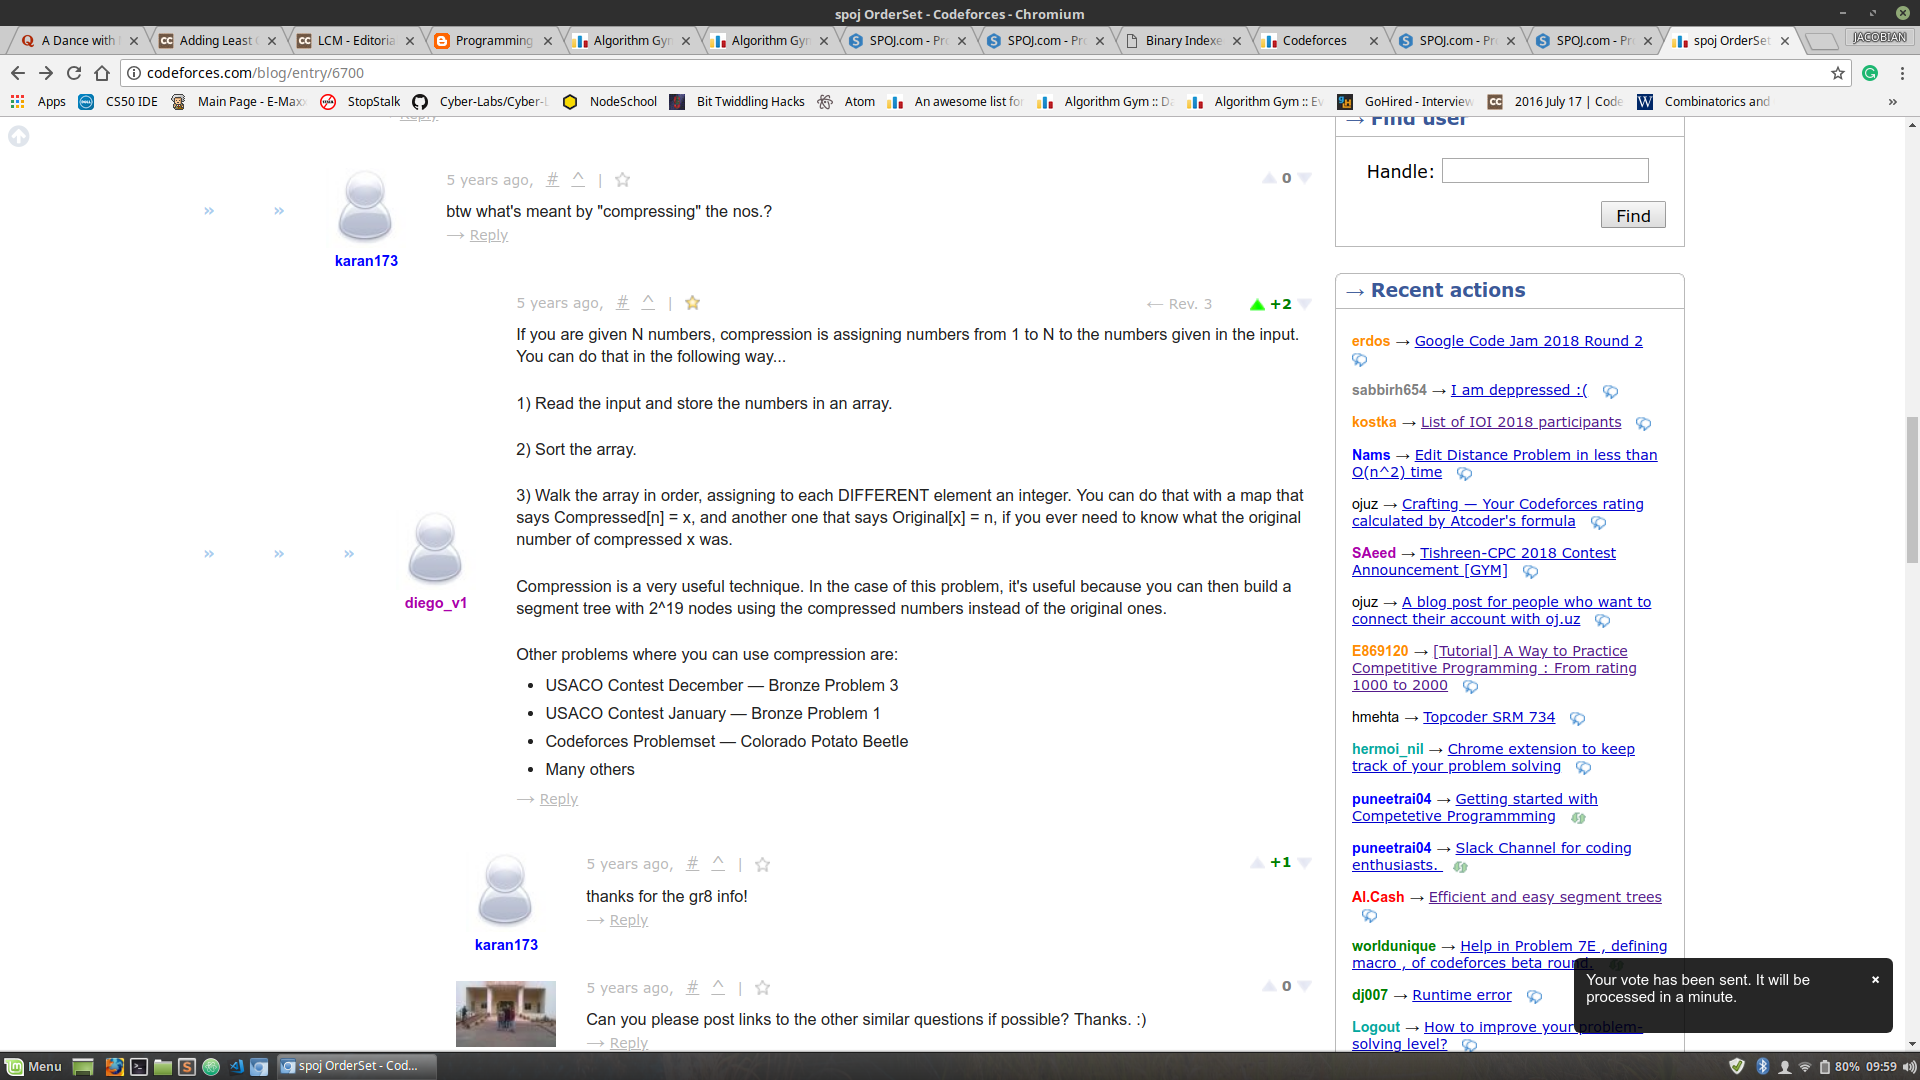 spoj OrderSet - Codeforces - Chromium
A Dance with
Adding Least
LCM - Editoria
Programming
Algorithm Gyr
Algorithm Gyr
SPOJ.com - Pr
SPOJ.com - Pr
Binary Indexe
Codeforces
SPOJ.com - Pr
SPOJ.com - Pr
spoj OrderSet
JACOBIAN
codeforces.com/blog/entry/6700
Apps
CS50 IDE
Main Page - E-Max
StopStalk
Cyber-Labs/Cyber-L
NodeSchool
Bit Twiddling Hacks
Atom
An awesome list fo
Algorithm Gym :: D
Algorithm Gym :: Ev
GoHired - Interview
2016 July 17 | Code
Combinatorics and
»
Reply
5 years ago, # ^ |
0
» »
btw what's meant by "compressing" the nos.?
→ Reply
karan173
5 years ago, # ^ |
← Rev. 3
+2
If you are given N numbers, compression is assigning numbers from 1 to N to the numbers given in the input.
You can do that in the following way...
1) Read the input and store the numbers in an array.
2) Sort the array.
3) Walk the array in order, assigning to each DIFFERENT element an integer. You can do that with a map that
says Compressed[n] = x, and another one that says Original[x] = n, if you ever need to know what the original
number of compressed x was.
» » »
diego_v1
Compression is a very useful technique. In the case of this problem, it's useful because you can then build a
segment tree with 2^19 nodes using the compressed numbers instead of the original ones.
Other problems where you can use compression are:
• USACO Contest December — Bronze Problem 3
• USACO Contest January — Bronze Problem 1
• Codeforces Problemset — Colorado Potato Beetle
• Many others
→ Reply
5 years ago, # ^ |
+1
thanks for the gr8 info!
→ Reply
karan173
5 years ago, # ^ |
0
Can you please post links to the other similar questions if possible? Thanks. :)
→ Reply
→ Find user
Handle:
Find
→ Recent actions
erdos → Google Code Jam 2018 Round 2
sabbirh654 → I am deppressed :(
kostka → List of IOI 2018 participants
Nams → Edit Distance Problem in less than
O(n^2) time
ojuz → Crafting — Your Codeforces rating
calculated by Atcoder's formula
SAeed → Tishreen-CPC 2018 Contest
Announcement [GYM]
ojuz → A blog post for people who want to
connect their account with oj.uz
E869120 → [Tutorial] A Way to Practice
Competitive Programming : From rating
1000 to 2000
hmehta → Topcoder SRM 734
hermoi_nil → Chrome extension to keep
track of your problem solving
puneetrai04 → Getting started with
Competetive Programmming
puneetrai04 → Slack Channel for coding
enthusiasts.
Al.Cash → Efficient and easy segment trees
worldunique → Help in Problem 7E , defining
macro , of codeforces beta round.
dj007 → Runtime error
Logout → How to improve your problem-
solving level?
Your vote has been sent. It will be
processed in a minute.
×
Menu
spoj OrderSet - Cod...
80%
09:59